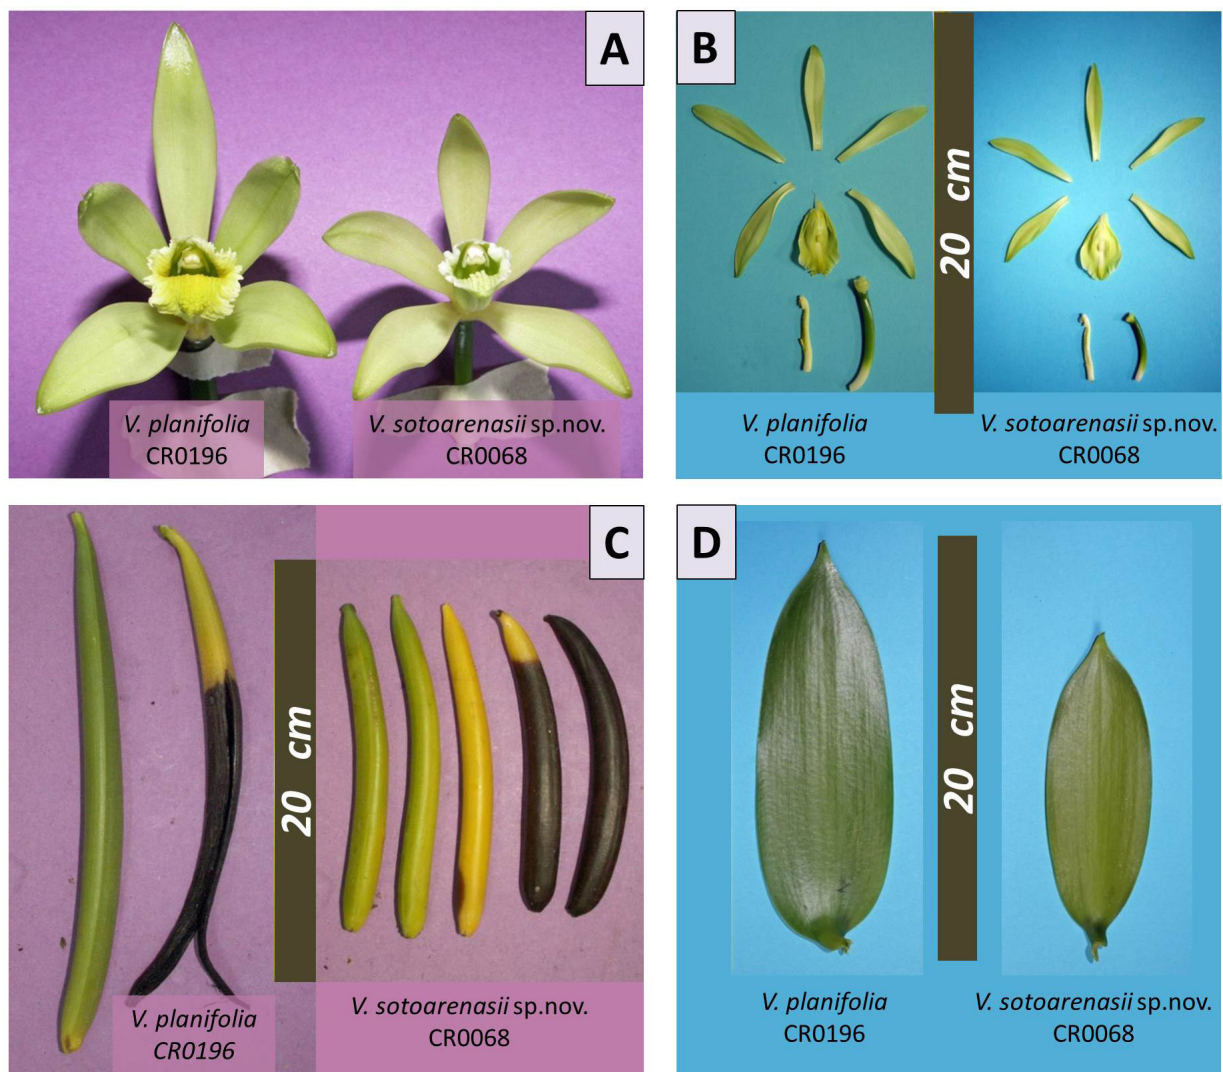 A
V. planifolia
CR0196
V. sotoarenasii sp.nov.
CR0068
B
20 cm
V. planifolia
CR0196
V. sotoarenasii sp.nov.
CR0068
C
20 cm
V. planifolia
CR0196
V. sotoarenasii sp.nov.
CR0068
D
20 cm
V. planifolia
CR0196
V. sotoarenasii sp.nov.
CR0068